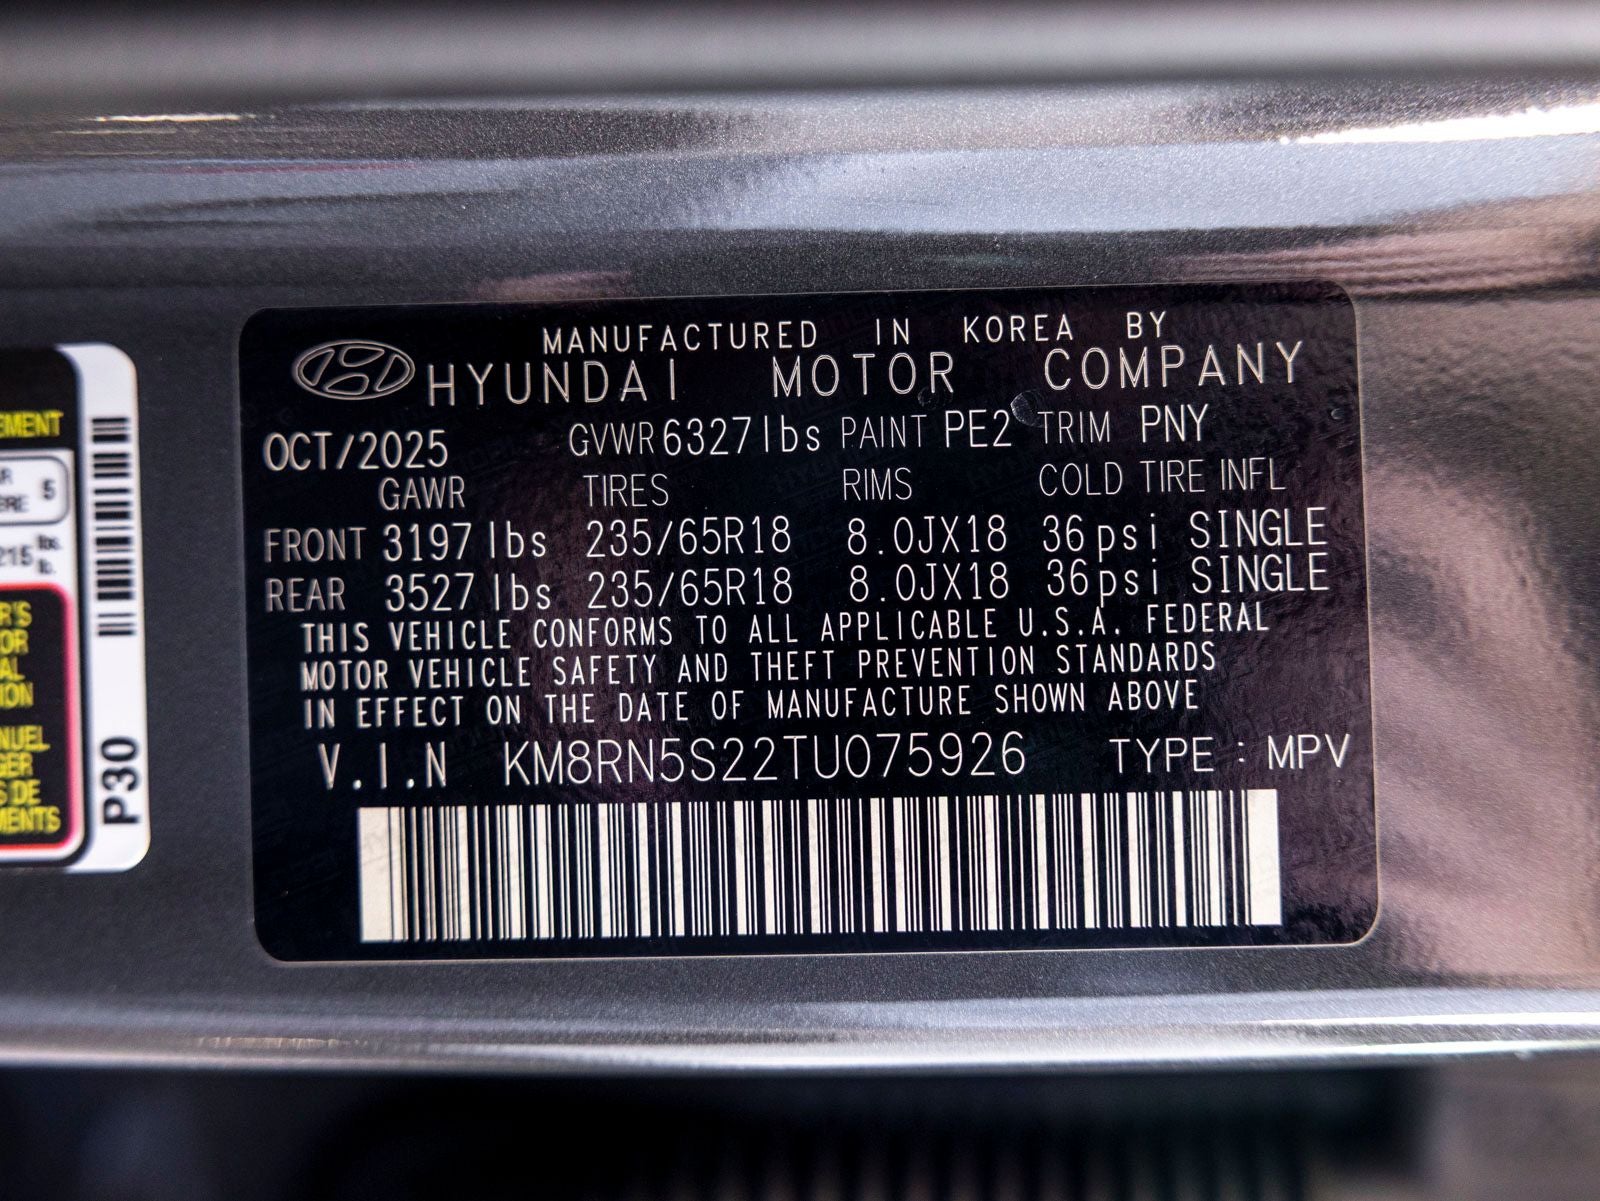 MANUFACTURED IN KOREA BY
HYUNDAI MOTOR COMPANY
OCT/2025 GVWR 6327lbs PAINT PE2 TRIM PNY
GAWR TIRES RIMS COLD TIRE INFL
FRONT 3197 lbs 235/65R18 8.0JX18 36psi SINGLE
REAR 3527 lbs 235/65R18 8.0JX18 36psi SINGLE
THIS VEHICLE CONFORMS TO ALL APPLICABLE U.S.A. FEDERAL
MOTOR VEHICLE SAFETY AND THEFT PREVENTION STANDARDS
IN EFFECT ON THE DATE OF MANUFACTURE SHOWN ABOVE
V.I.N KM8RN5S22TU075926 TYPE : MPV
5
lbs.
lb.
P30